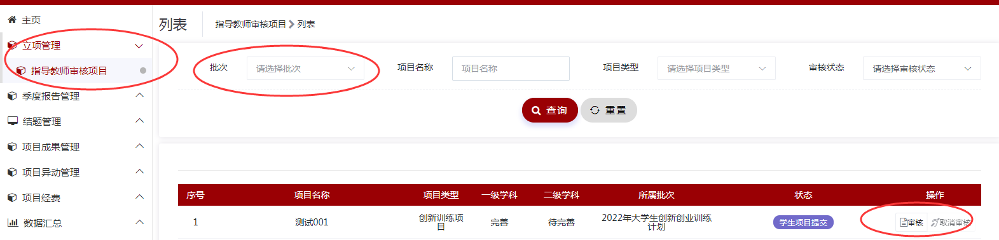 主页
立项管理
指导教师审核项目
季度报告管理
结题管理
项目成果管理
项目异动管理
项目经费
数据汇总
列表 指导教师审核项目 列表
批次 请选择批次 项目名称 项目名称 项目类型 请选择项目类型 审核状态 请选择审核状态
查询 重置
序号 项目名称 项目类型 一级学科 二级学科 所属批次 状态 操作
1 测试001 创新训练项目 完善 待完善 2022年大学生创新创业训练计划 学生项目提交 审核 取消审核